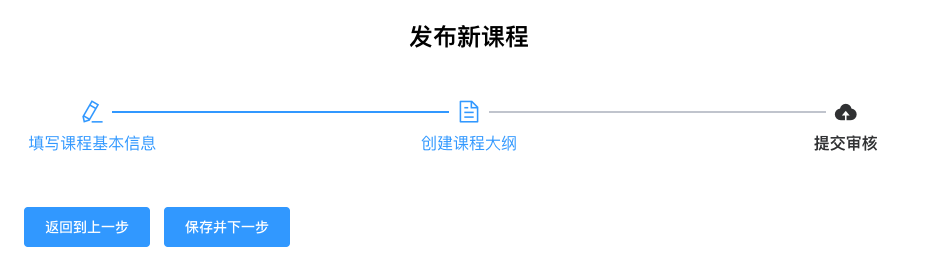 发布新课程
填写课程基本信息
创建课程大纲
提交审核
返回到上一步
保存并下一步